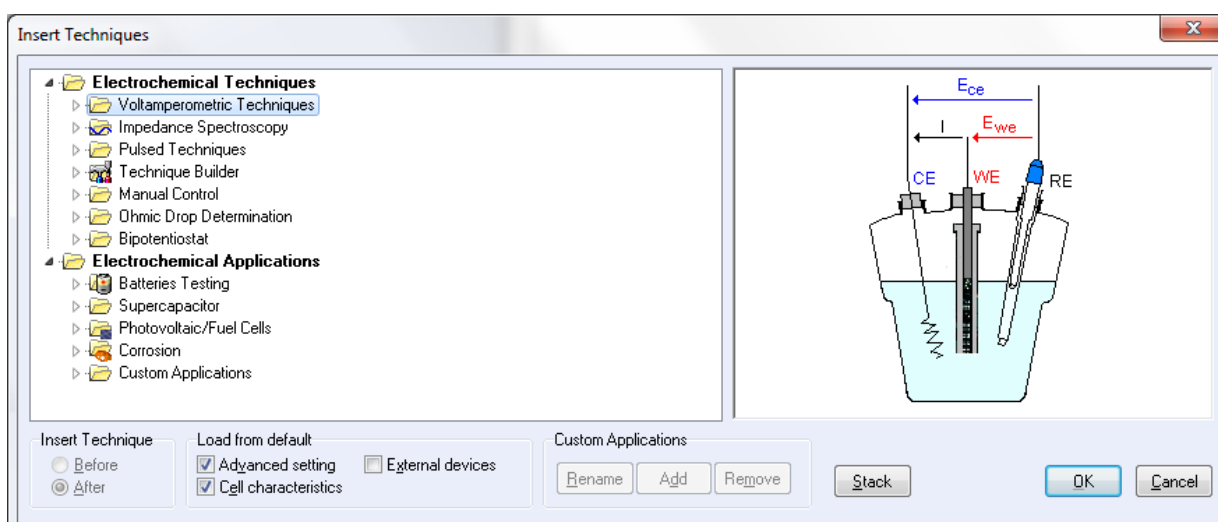 Insert Techniques
x
Electrochemical Techniques
Voltamperometric Techniques
Impedance Spectroscopy
Pulsed Techniques
Technique Builder
Manual Control
Ohmic Drop Determination
Bipotentiostat
Electrochemical Applications
Batteries Testing
Supercapacitor
Photovoltaic/Fuel Cells
Corrosion
Custom Applications
Ece
I
Ewe
CE
WE
RE
Insert Technique
Before
After
Load from default
Advanced setting
External devices
Cell characteristics
Custom Applications
Rename
Add
Remove
Stack
OK
Cancel